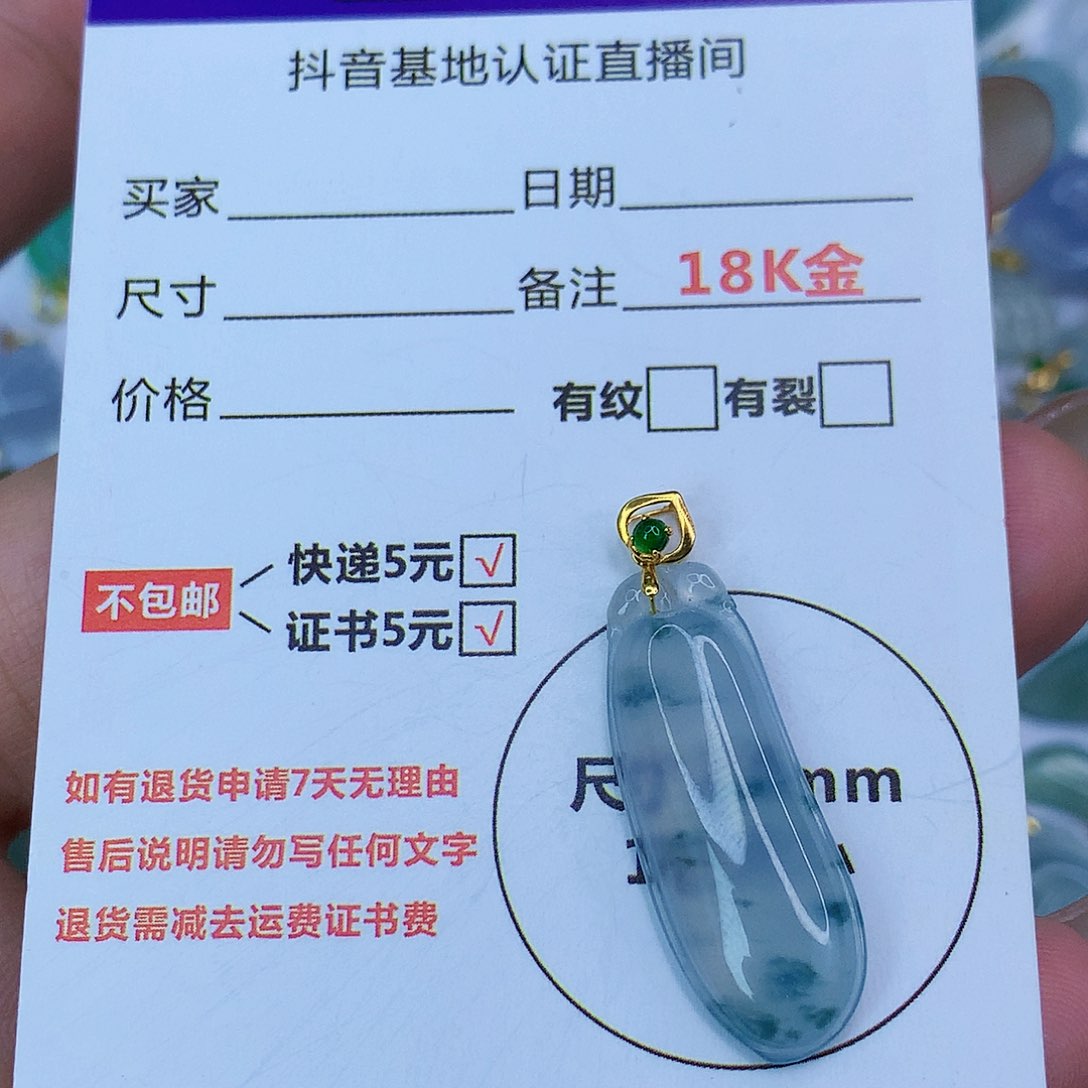 抖音基地认证直播间
买家 日期
尺寸 备注 18K金
价格 有纹 有裂
不包邮 快递5元 √
证书5元 √
如有退货申请7天无理由
售后说明请勿写任何文字
退货需减去运费证书费
尺 mm